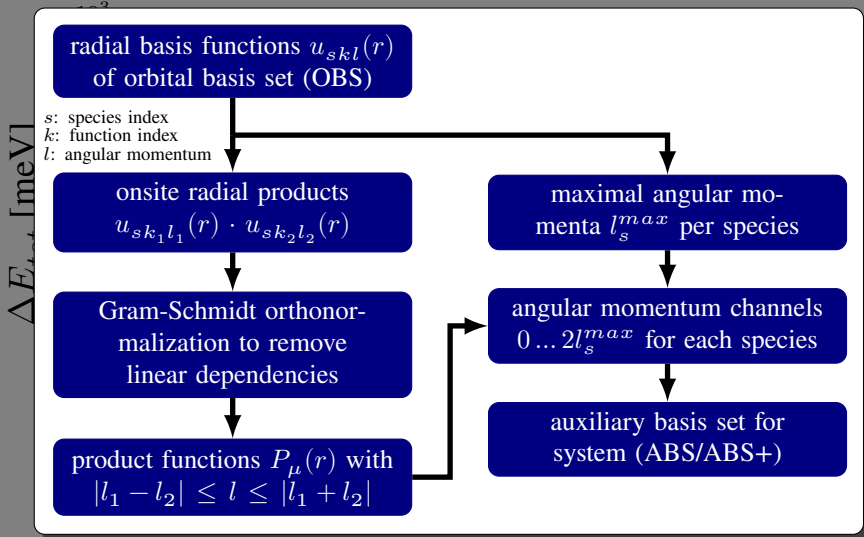 radial basis functions u_{skl}(r)
of orbital basis set (OBS)
s: species index
k: function index
l: angular momentum
onsite radial products
u_{sk_1l_1}(r) · u_{sk_2l_2}(r)
Gram-Schmidt orthonor-
malization to remove
linear dependencies
product functions P_μ(r) with
|l_1 − l_2| ≤ l ≤ |l_1 + l_2|
maximal angular mo-
menta l_s^{max} per species
angular momentum channels
0 ... 2l_s^{max} for each species
auxiliary basis set for
system (ABS/ABS+)
[meV]